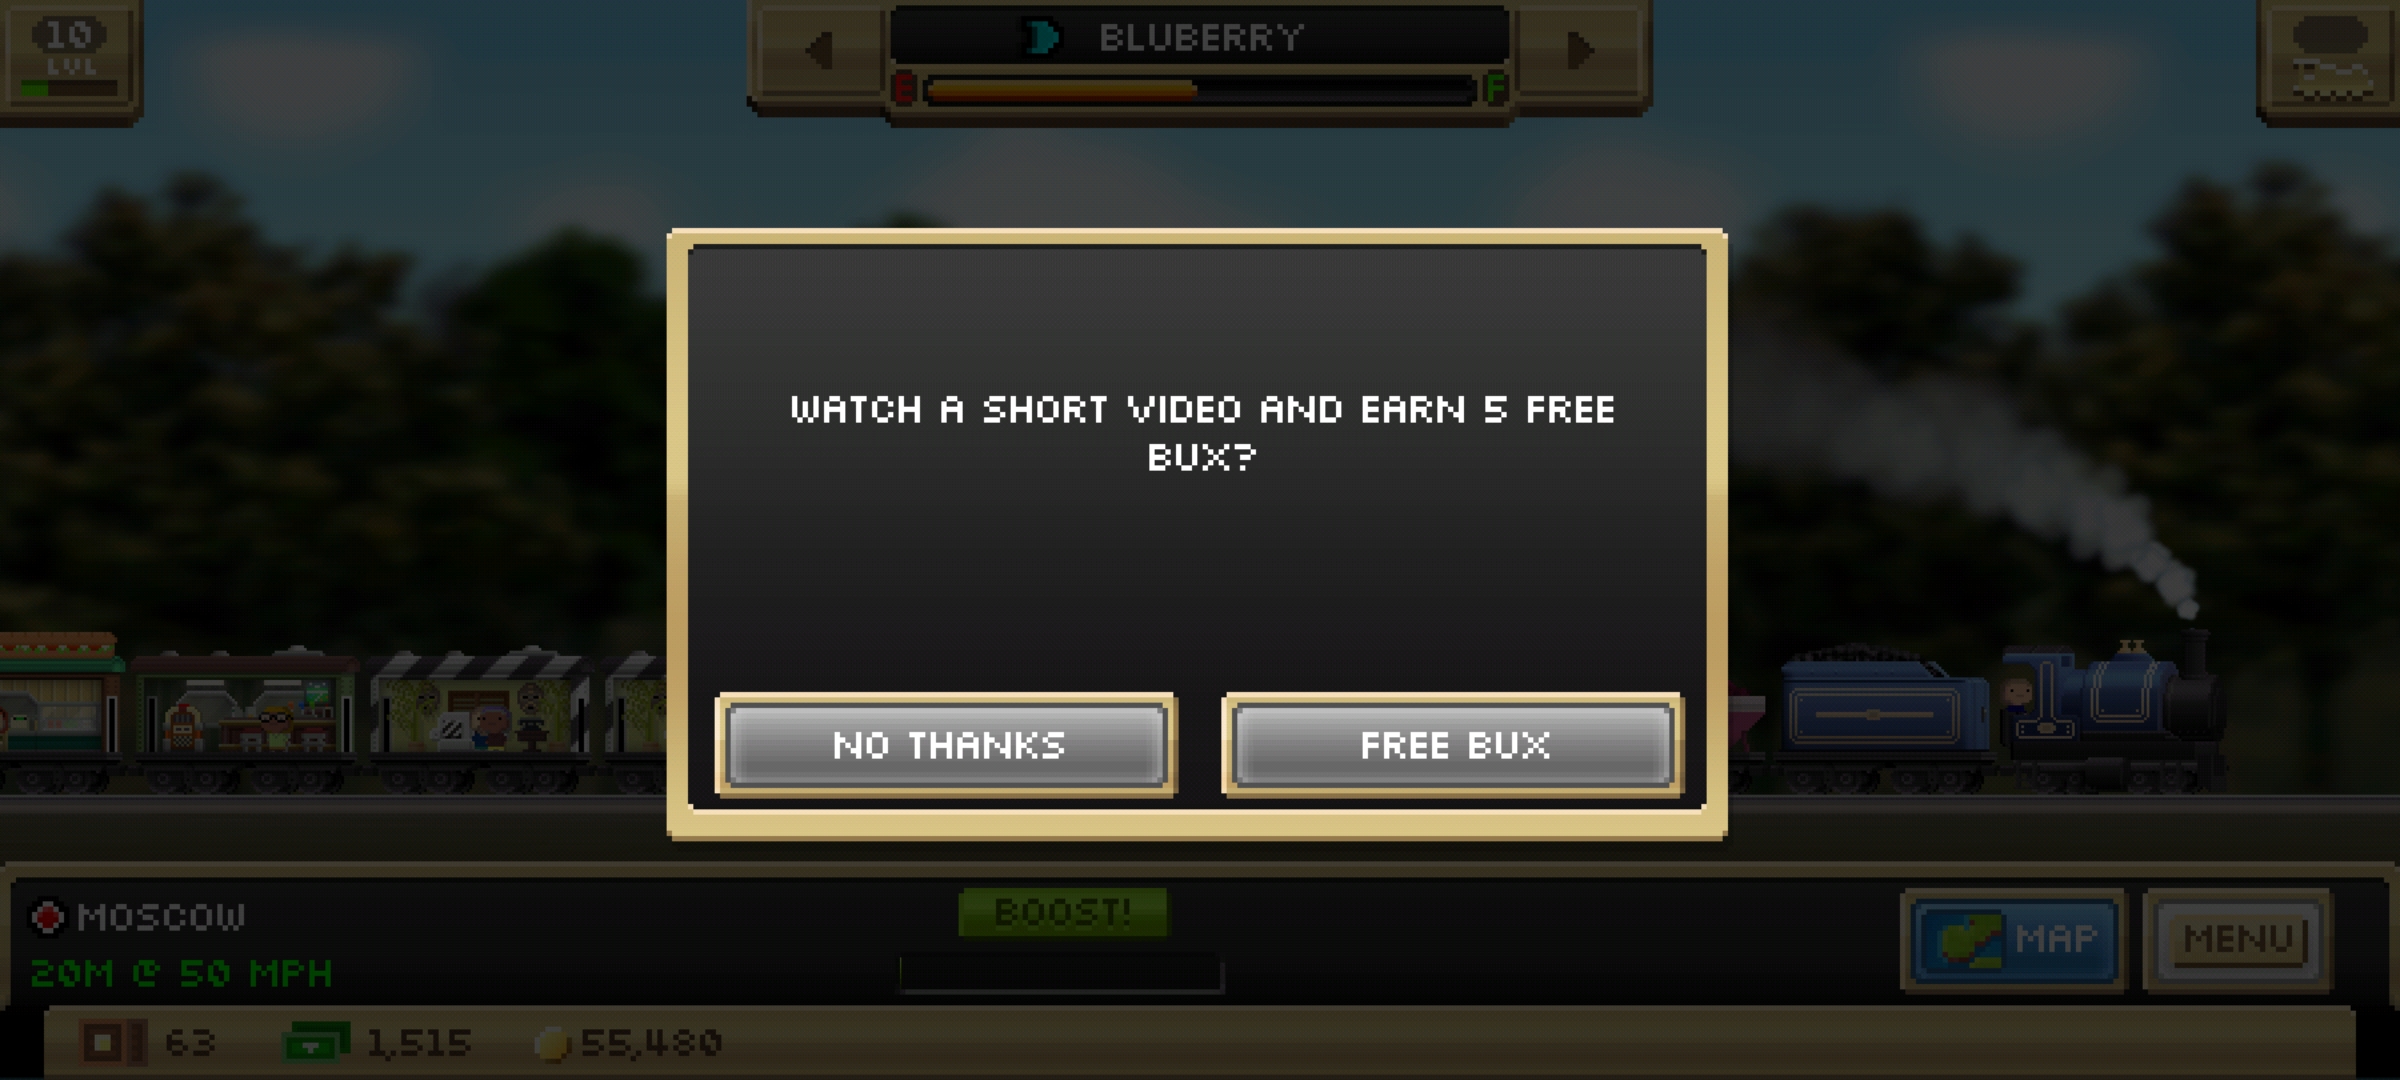 10
LVL
BLUBERRY
E
F
WATCH A SHORT VIDEO AND EARN 5 FREE
BUX?
NO THANKS
FREE BUX
MOSCOW
20M @ 50 MPH
BOOST!
MAP
MENU
63
1,515
55,480